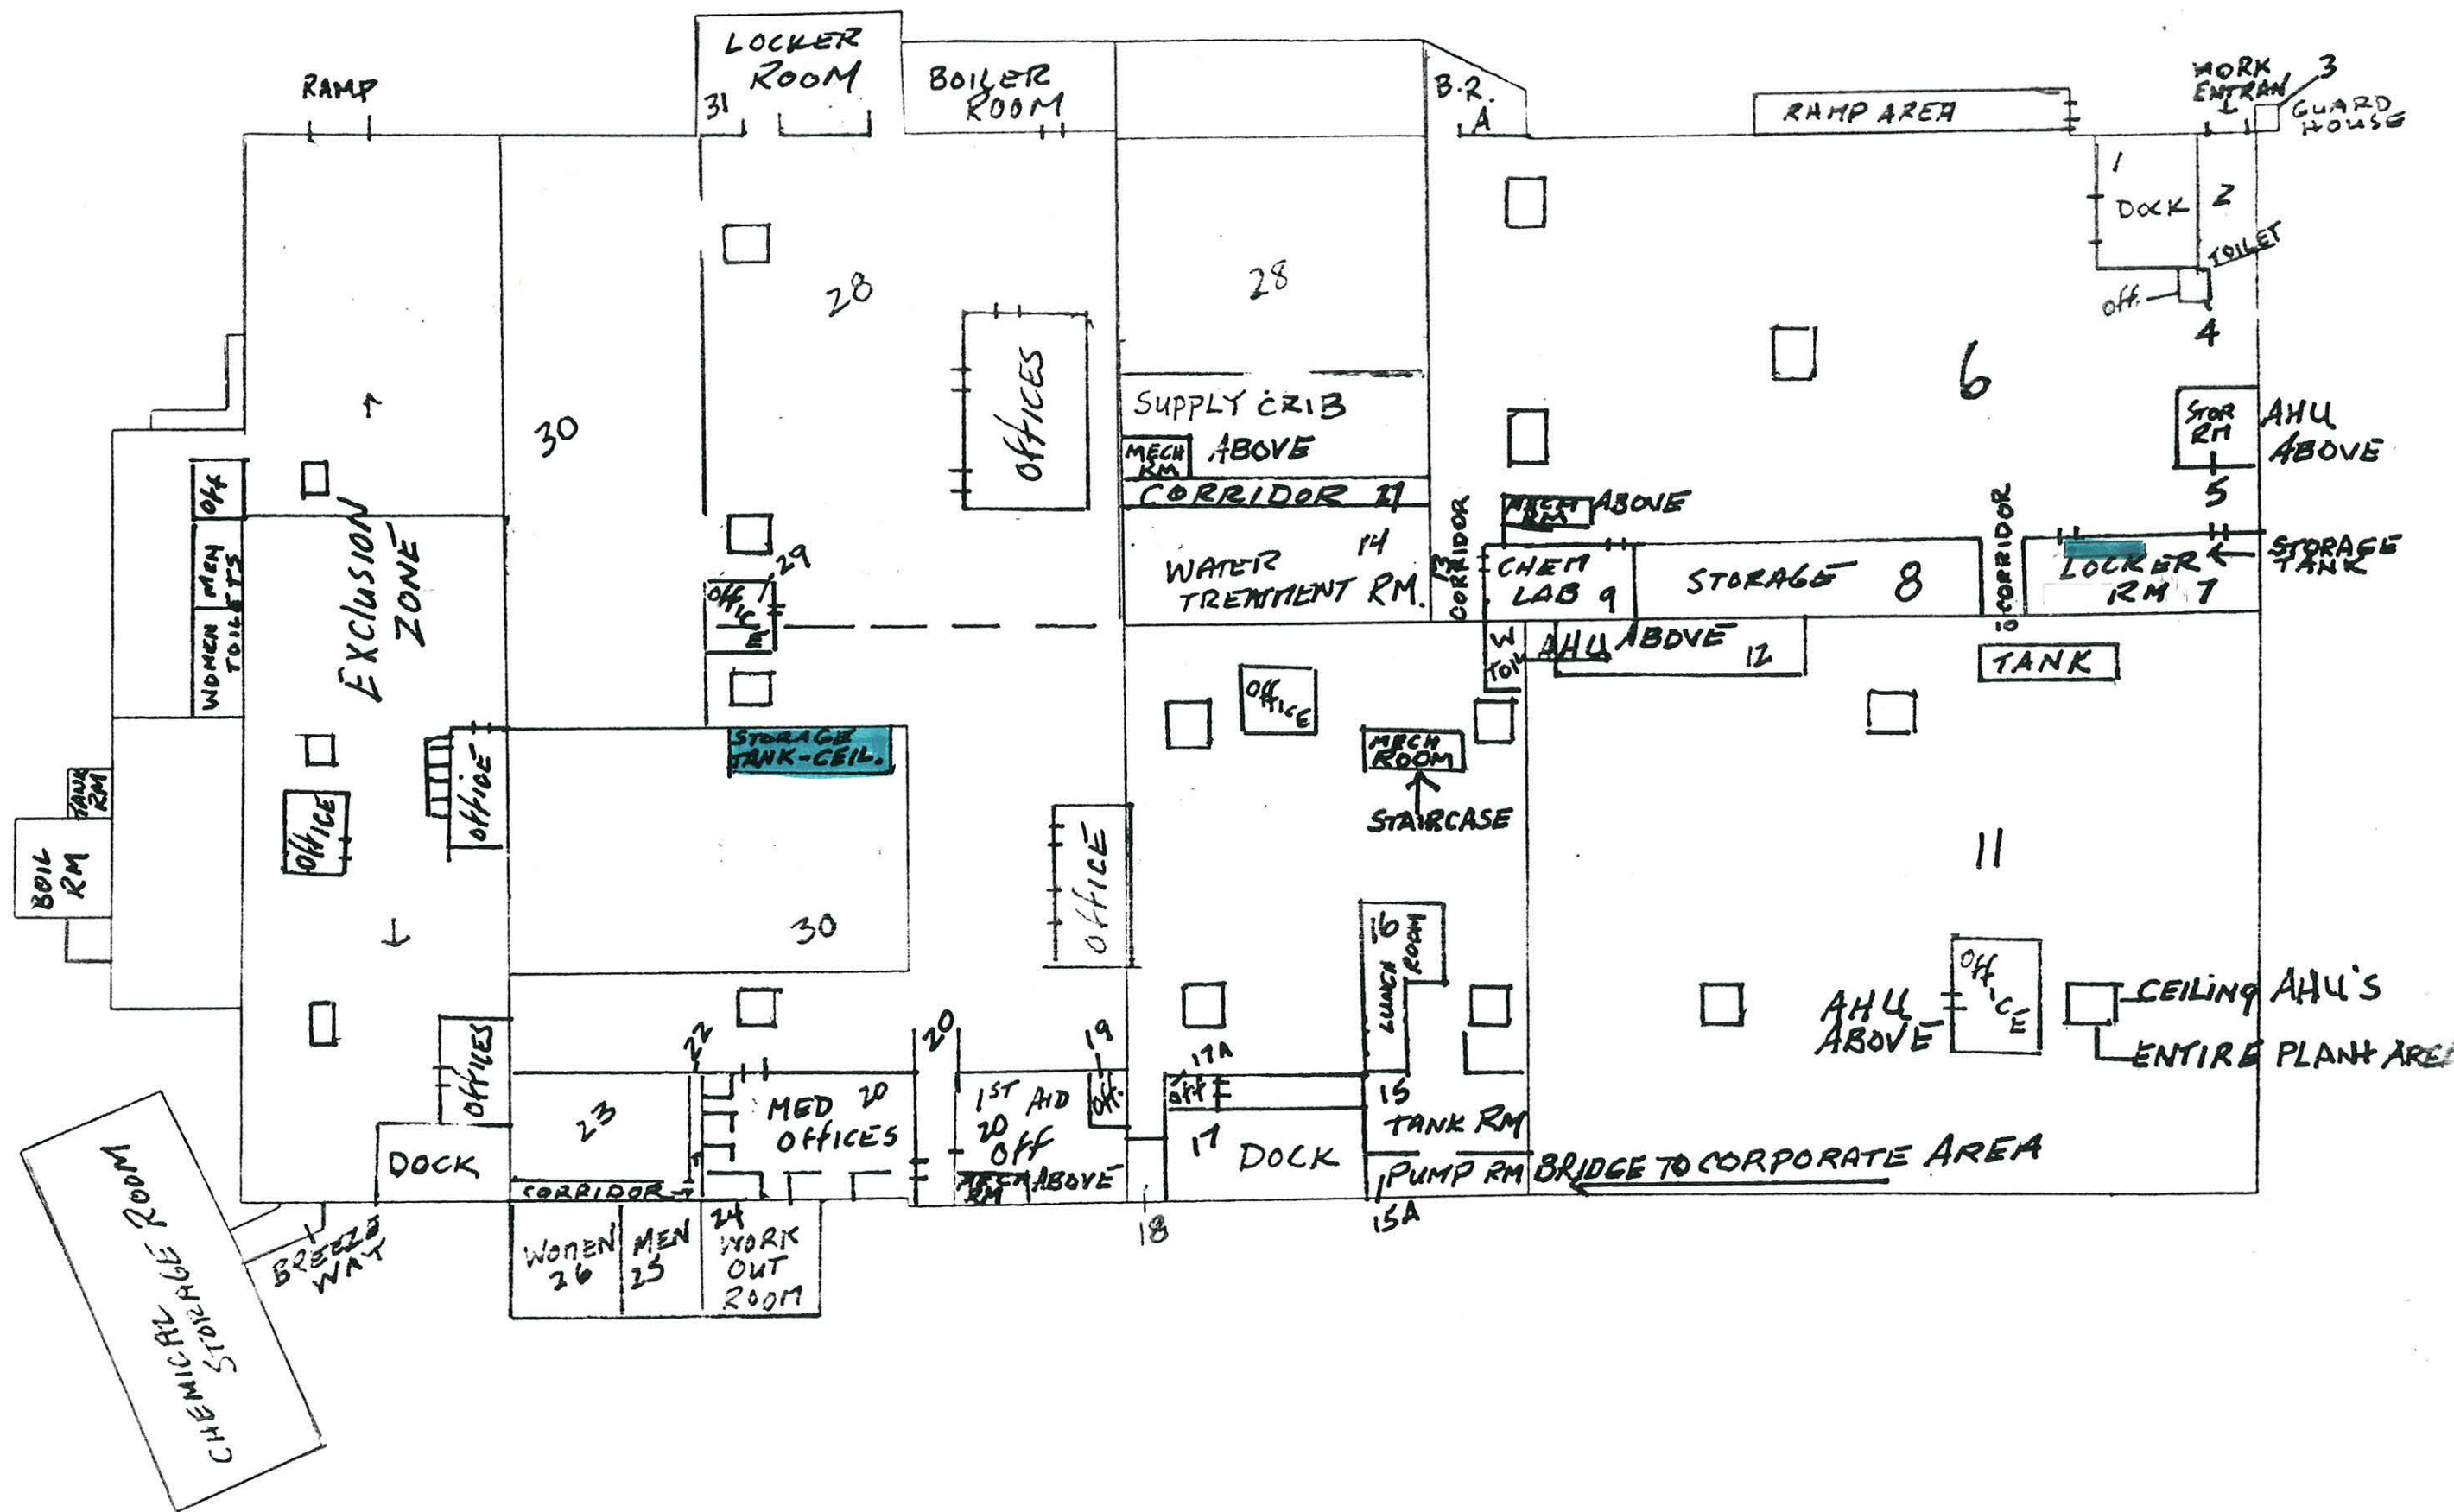 LOCKER
ROOM
31
BOILER
ROOM
B.R.
A
RAMP
RAMP AREA
WORK
ENTRAN
3
GUARD
HOUSE
1
DOCK
2
TOILET
Off.
4
28
28
6
OFFICES
30
SUPPLY CRIB
MECH
RM
ABOVE
CORRIDOR
STOR
RM
AHU
ABOVE
5
OFF
MEN
WOMEN
TOILETS
EXCLUSION
ZONE
29
OFFICE
14
WATER
TREATMENT RM.
13
CORRIDOR
MECH
RM
ABOVE
CHEM
LAB 9
STORAGE 8
10 CORRIDOR
LOCKER
RM 7
STORAGE
TANK
W
TOIL
AHU ABOVE
12
TANK
OFFICE
MECH
ROOM
STAIRCASE
STORAGE
TANK-CEIL.
OFFICE
OFFICE
TANK
RM
BOIL
RM
OFFICE
11
30
16
LUNCH
ROOM
OFFICE
AHU
ABOVE
CEILING AHU'S
ENTIRE PLANT AREA
OFFICES
22
20
19
17A
23
MED 20
OFFICES
1ST AID
20
OFF
Off.
Off
15
TANK RM
DOCK
17
DOCK
MECH
RM
ABOVE
PUMP RM
BRIDGE TO CORPORATE AREA
CORRIDOR
15A
18
WOMEN
26
MEN
25
24
WORK
OUT
ROOM
BREEZE
WAY
CHEMICAL
STORAGE ROOM